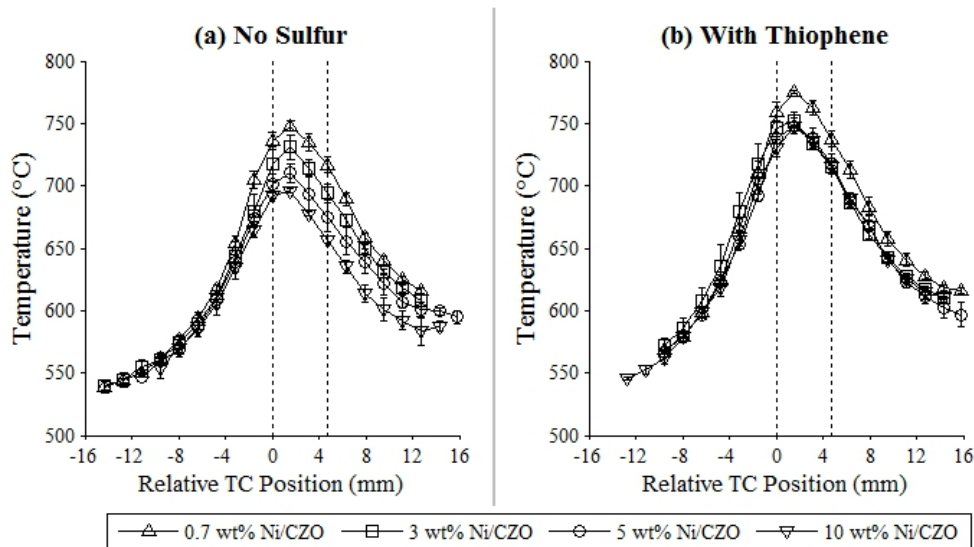 (a) No Sulfur
(b) With Thiophene
Temperature (°C)
800
750
700
650
600
550
500
-16 -12 -8 -4 0 4 8 12 16
Relative TC Position (mm)
Temperature (°C)
800
750
700
650
600
550
500
-16 -12 -8 -4 0 4 8 12 16
Relative TC Position (mm)
0.7 wt% Ni/CZO 3 wt% Ni/CZO 5 wt% Ni/CZO 10 wt% Ni/CZO